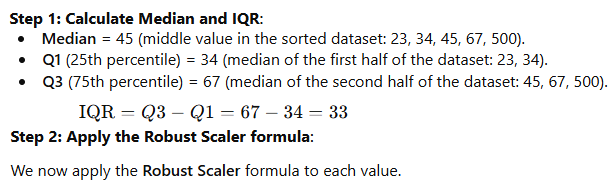 Step 1: Calculate Median and IQR:
• Median = 45 (middle value in the sorted dataset: 23, 34, 45, 67, 500).
• Q1 (25th percentile) = 34 (median of the first half of the dataset: 23, 34).
• Q3 (75th percentile) = 67 (median of the second half of the dataset: 45, 67, 500).
IQR = Q3 − Q1 = 67 − 34 = 33
Step 2: Apply the Robust Scaler formula:
We now apply the Robust Scaler formula to each value.